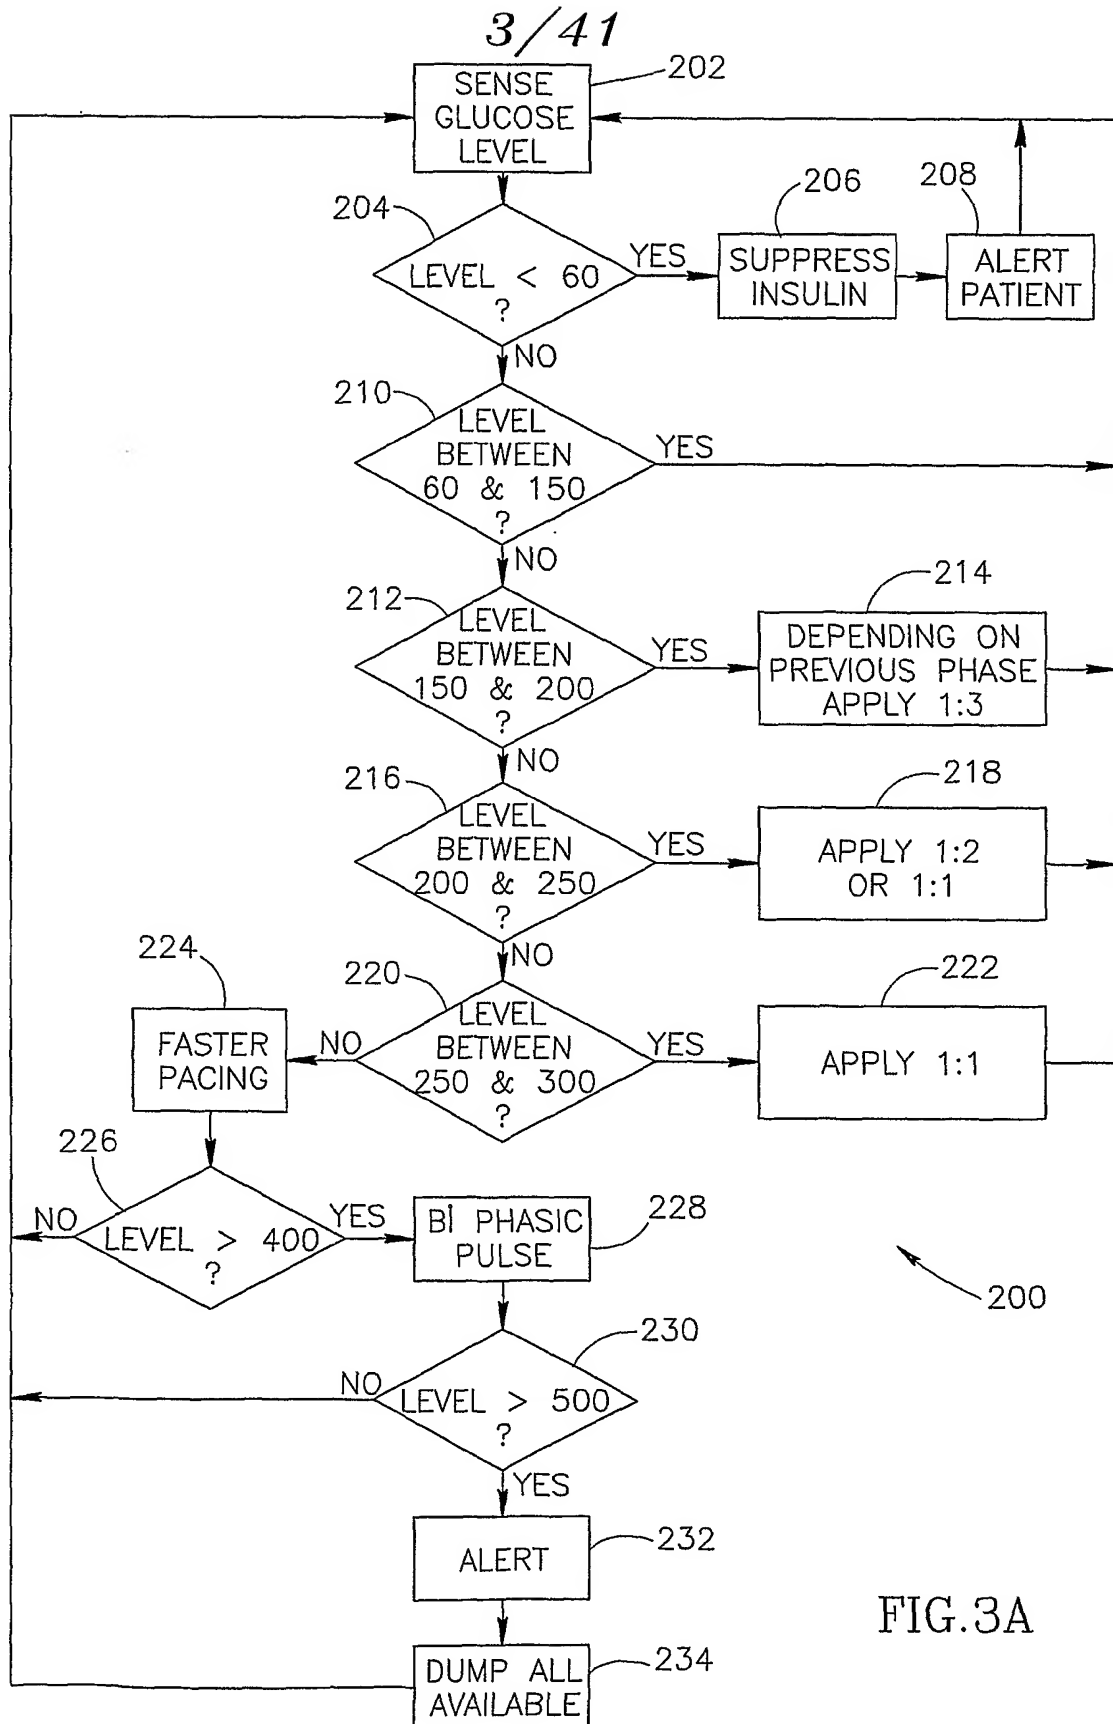 3/41
SENSE
GLUCOSE
LEVEL
202
204
LEVEL < 60
?
YES
NO
206
SUPPRESS
INSULIN
208
ALERT
PATIENT
210
LEVEL
BETWEEN
60 & 150
?
YES
NO
212
LEVEL
BETWEEN
150 & 200
?
YES
NO
214
DEPENDING ON
PREVIOUS PHASE
APPLY 1:3
216
LEVEL
BETWEEN
200 & 250
?
YES
NO
218
APPLY 1:2
OR 1:1
220
LEVEL
BETWEEN
250 & 300
?
YES
NO
222
APPLY 1:1
224
FASTER
PACING
226
LEVEL > 400
?
NO
YES
BI PHASIC
PULSE
228
200
230
LEVEL > 500
?
NO
YES
ALERT
232
DUMP ALL
AVAILABLE
234
FIG.3A